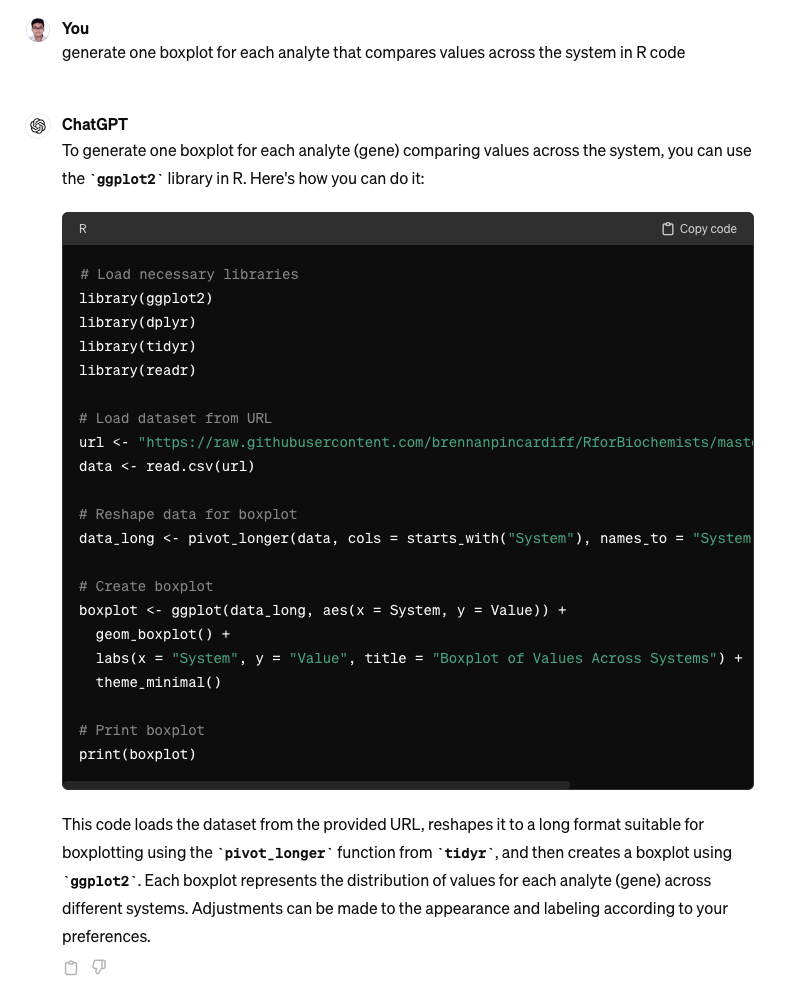 You
generate one boxplot for each analyte that compares values across the system in R code
ChatGPT
To generate one boxplot for each analyte (gene) comparing values across the system, you can use
the `ggplot2` library in R. Here's how you can do it:
R
Copy code
# Load necessary libraries
library(ggplot2)
library(dplyr)
library(tidyr)
library(readr)
# Load dataset from URL
url <- "https://raw.githubusercontent.com/brennanpincardiff/RforBiochemists/mast
data <- read.csv(url)
# Reshape data for boxplot
data_long <- pivot_longer(data, cols = starts_with("System"), names_to = "System
# Create boxplot
boxplot <- ggplot(data_long, aes(x = System, y = Value)) +
  geom_boxplot() +
  labs(x = "System", y = "Value", title = "Boxplot of Values Across Systems") +
  theme_minimal()
# Print boxplot
print(boxplot)
This code loads the dataset from the provided URL, reshapes it to a long format suitable for
boxplotting using the `pivot_longer` function from `tidyr`, and then creates a boxplot using
`ggplot2`. Each boxplot represents the distribution of values for each analyte (gene) across
different systems. Adjustments can be made to the appearance and labeling according to your
preferences.